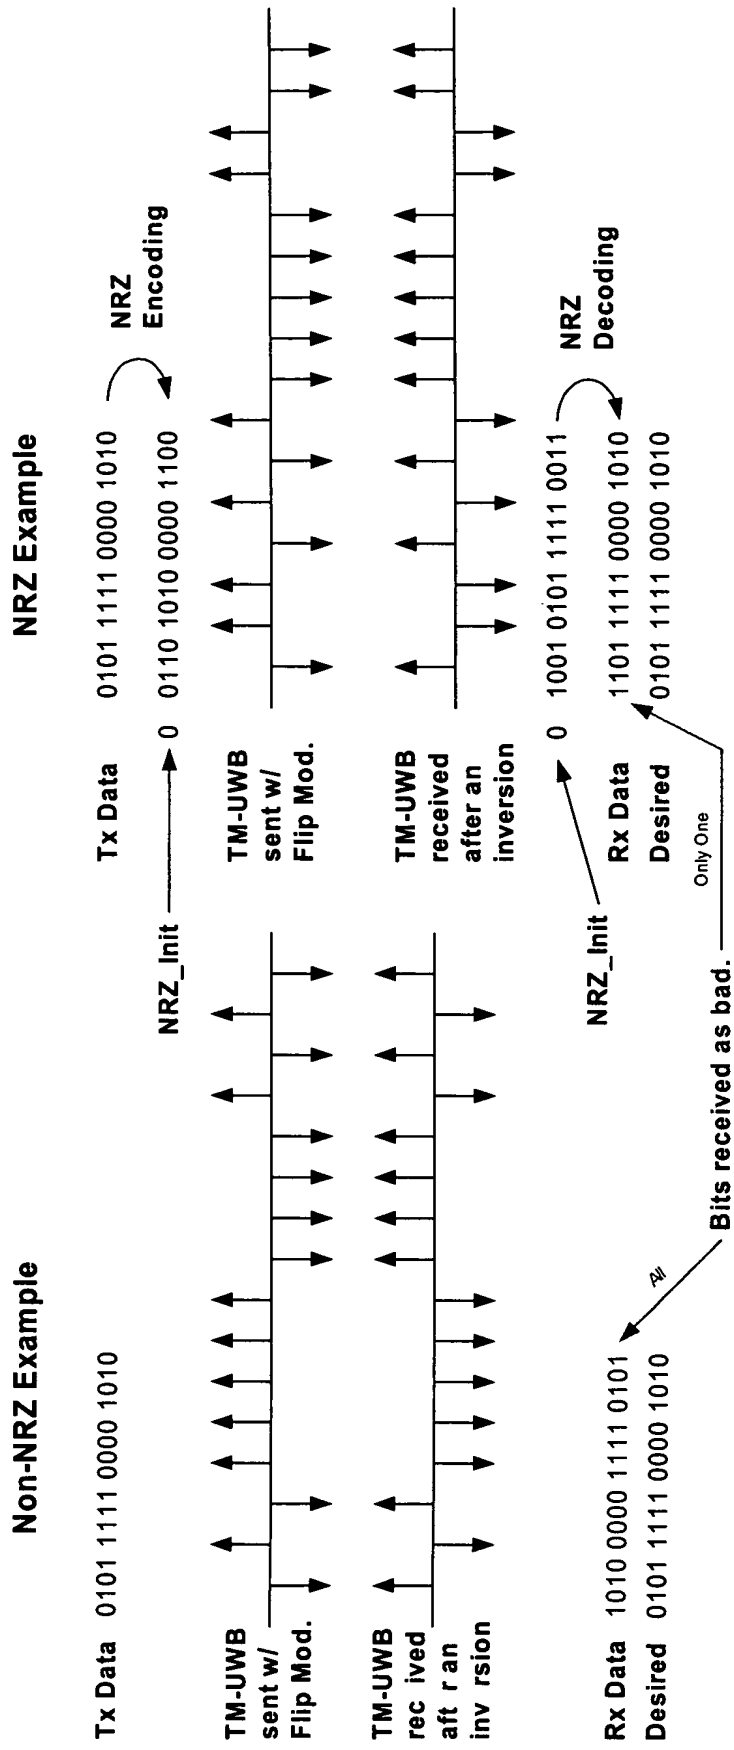 Non-NRZ Example
Tx Data 0101 1111 0000 1010
TM-UWB
sent w/
Flip Mod.
TM-UWB
rec ived
aft r an
inv rsion
Rx Data 1010 0000 1111 0101
Desired 0101 1111 0000 1010
All
Bits received as bad.
Only One
NRZ Example
Tx Data 0101 1111 0000 1010
NRZ
Encoding
NRZ_Init
0 0110 1010 0000 1100
TM-UWB
sent w/
Flip Mod.
TM-UWB
received
after an
inversion
0 1001 0101 1111 0011
NRZ
Decoding
NRZ_Init
Rx Data 1101 1111 0000 1010
Desired 0101 1111 0000 1010